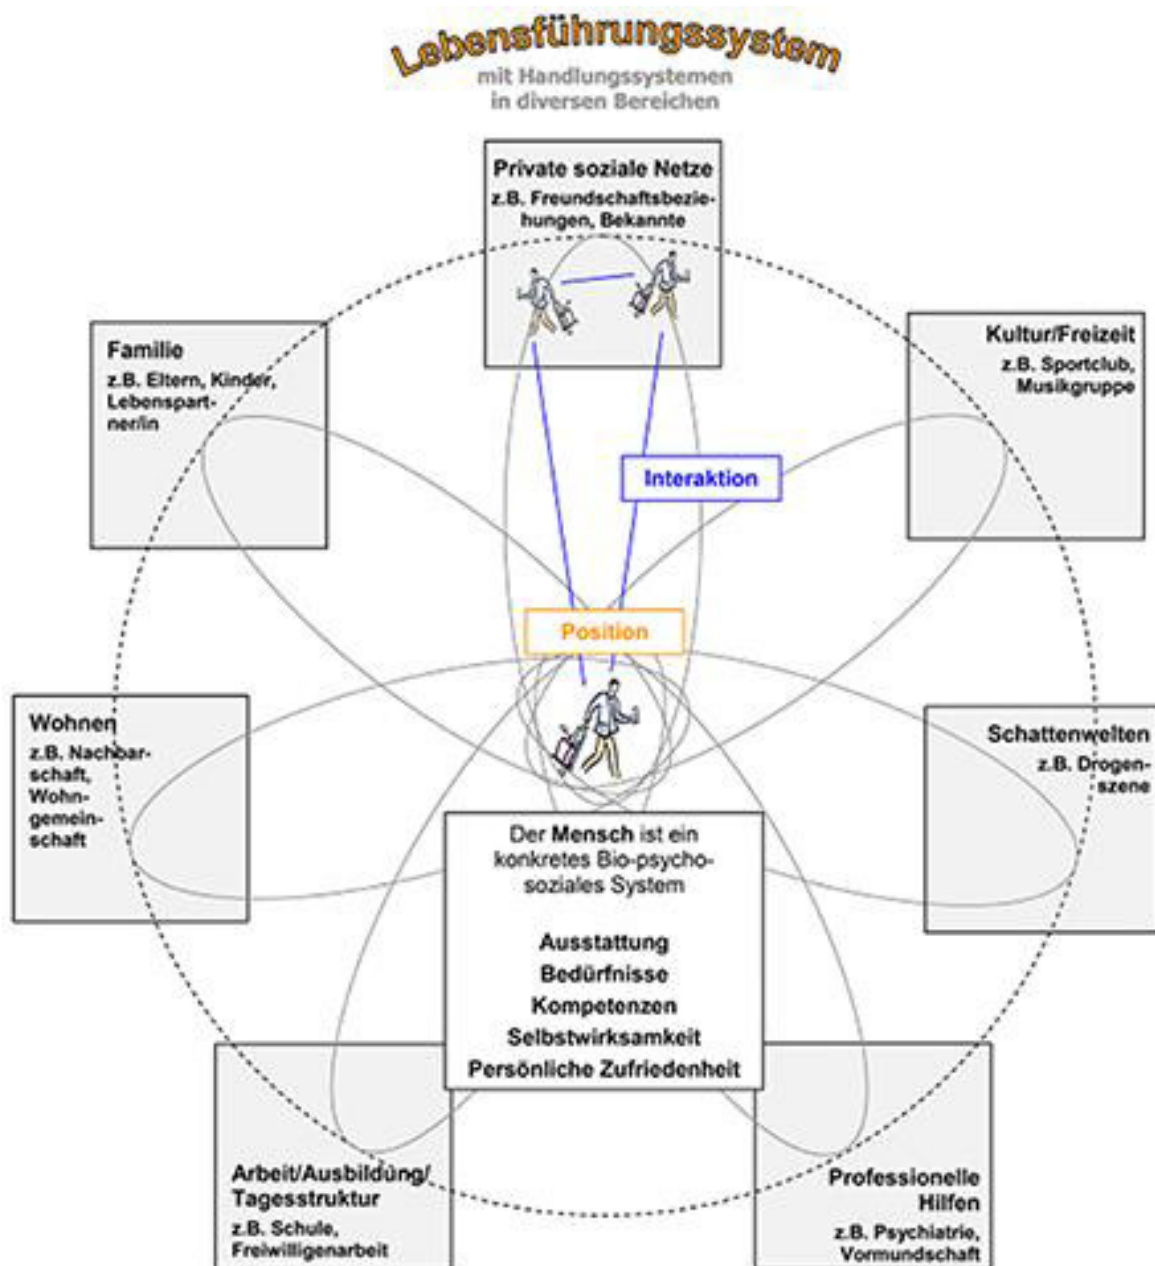 Lebensführungssystem
mit Handlungssystemen
in diversen Bereichen
Private soziale Netze
z.B. Freundschaftsbezie-
hungen, Bekannte
Familie
z.B. Eltern, Kinder,
Lebenspart-
ner/in
Kultur/Freizeit
z.B. Sportclub,
Musikgruppe
Interaktion
Position
Wohnen
z.B. Nachbar-
schaft,
Wohn-
gemein-
schaft
Schattenwelten
z.B. Drogen-
szene
Der Mensch ist ein
konkretes Bio-psycho-
soziales System
Ausstattung
Bedürfnisse
Kompetenzen
Selbstwirksamkeit
Persönliche Zufriedenheit
Arbeit/Ausbildung/
Tagesstruktur
z.B. Schule,
Freiwilligenarbeit
Professionelle
Hilfen
z.B. Psychiatrie,
Vormundschaft